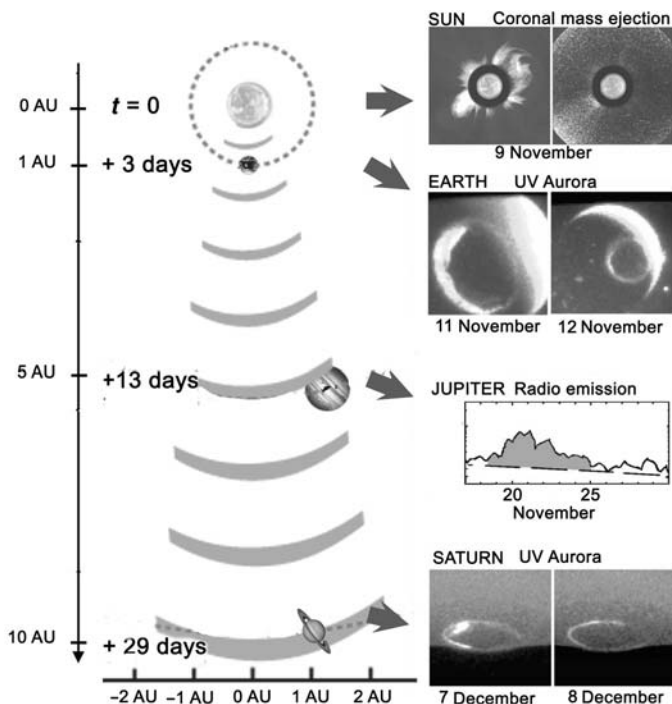 SUN Coronal mass ejection
0 AU
t = 0
9 November
1 AU
+ 3 days
EARTH UV Aurora
11 November 12 November
5 AU
+13 days
JUPITER Radio emission
20 25
November
SATURN UV Aurora
10 AU
+ 29 days
7 December 8 December
−2 AU −1 AU 0 AU 1 AU 2 AU